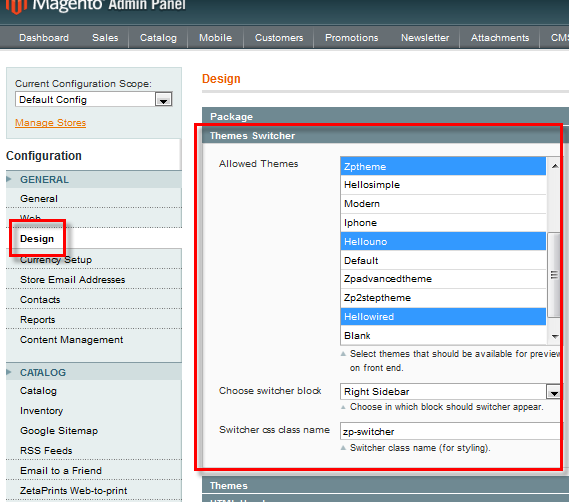 Magento Admin Panel
Dashboard Sales Catalog Mobile Customers Promotions Newsletter Attachments CMS
Current Configuration Scope:
Default Config
Manage Stores
Configuration
GENERAL
General
Web
Design
Currency Setup
Store Email Addresses
Contacts
Reports
Content Management
CATALOG
Catalog
Inventory
Google Sitemap
RSS Feeds
Email to a Friend
ZetaPrints Web-to-print
Design
Package
Themes Switcher
Allowed Themes
Zptheme
Hellosimple
Modern
Iphone
Hellouno
Default
Zpadvancedtheme
Zp2steptheme
Hellowired
Blank
Select themes that should be available for preview
on front end.
Choose switcher block
Right Sidebar
Choose in which block should switcher appear.
Switcher css class name
zp-switcher
Switcher class name (for styling).
Themes